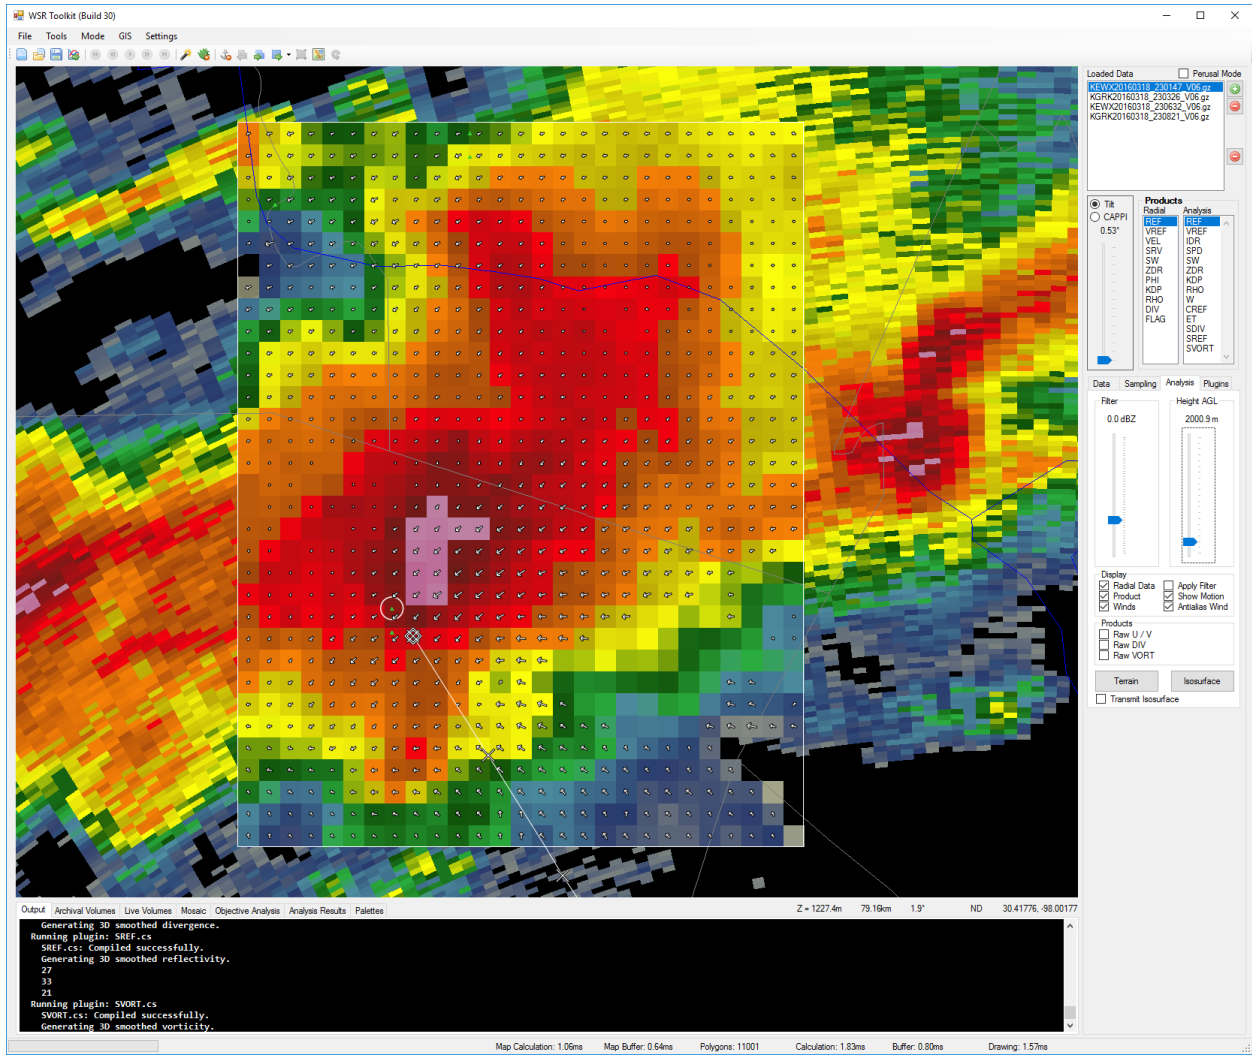 WSR Toolkit (Build 30)
File Tools Mode GIS Settings
Loaded Data Perusal Mode
KEWX20160318_230147_V06.gz
KGRK20160318_230326_V06.gz
KEWX20160318_230632_V06.gz
KGRK20160318_230821_V06.gz
Tilt
CAPPI
0.53°
Products
Radial Analysis
REF REF
VREF VREF
VEL IDR
SRV SPD
SW SW
ZDR ZDR
PHI PHI
KDP KDP
RHO RHO
DIV W
FLAG CREF
ET
SDIV
SREF
SVORT
Data Sampling Analysis Plugins
Filter Height AGL
0.0 dBZ 2000.9 m
Display
Radial Data Apply Filter
Product Show Motion
Winds Antialias Wind
Products
Raw U / V
Raw DIV
Raw VORT
Terrain Isosurface
Transmit Isosurface
Output Archival Volumes Live Volumes Mosaic Objective Analysis Analysis Results Palettes
Z = 1227.4m 79.16km 1.9° ND 30.41776, -98.00177
Generating 3D smoothed divergence.
Running plugin: SREF.cs
SREF.cs: Compiled successfully.
Generating 3D smoothed reflectivity.
27
33
21
Running plugin: SVORT.cs
SVORT.cs: Compiled successfully.
Generating 3D smoothed vorticity.
Map Calculation: 1.06ms Map Buffer: 0.64ms Polygons: 11001 Calculation: 1.83ms Buffer: 0.80ms Drawing: 1.57ms